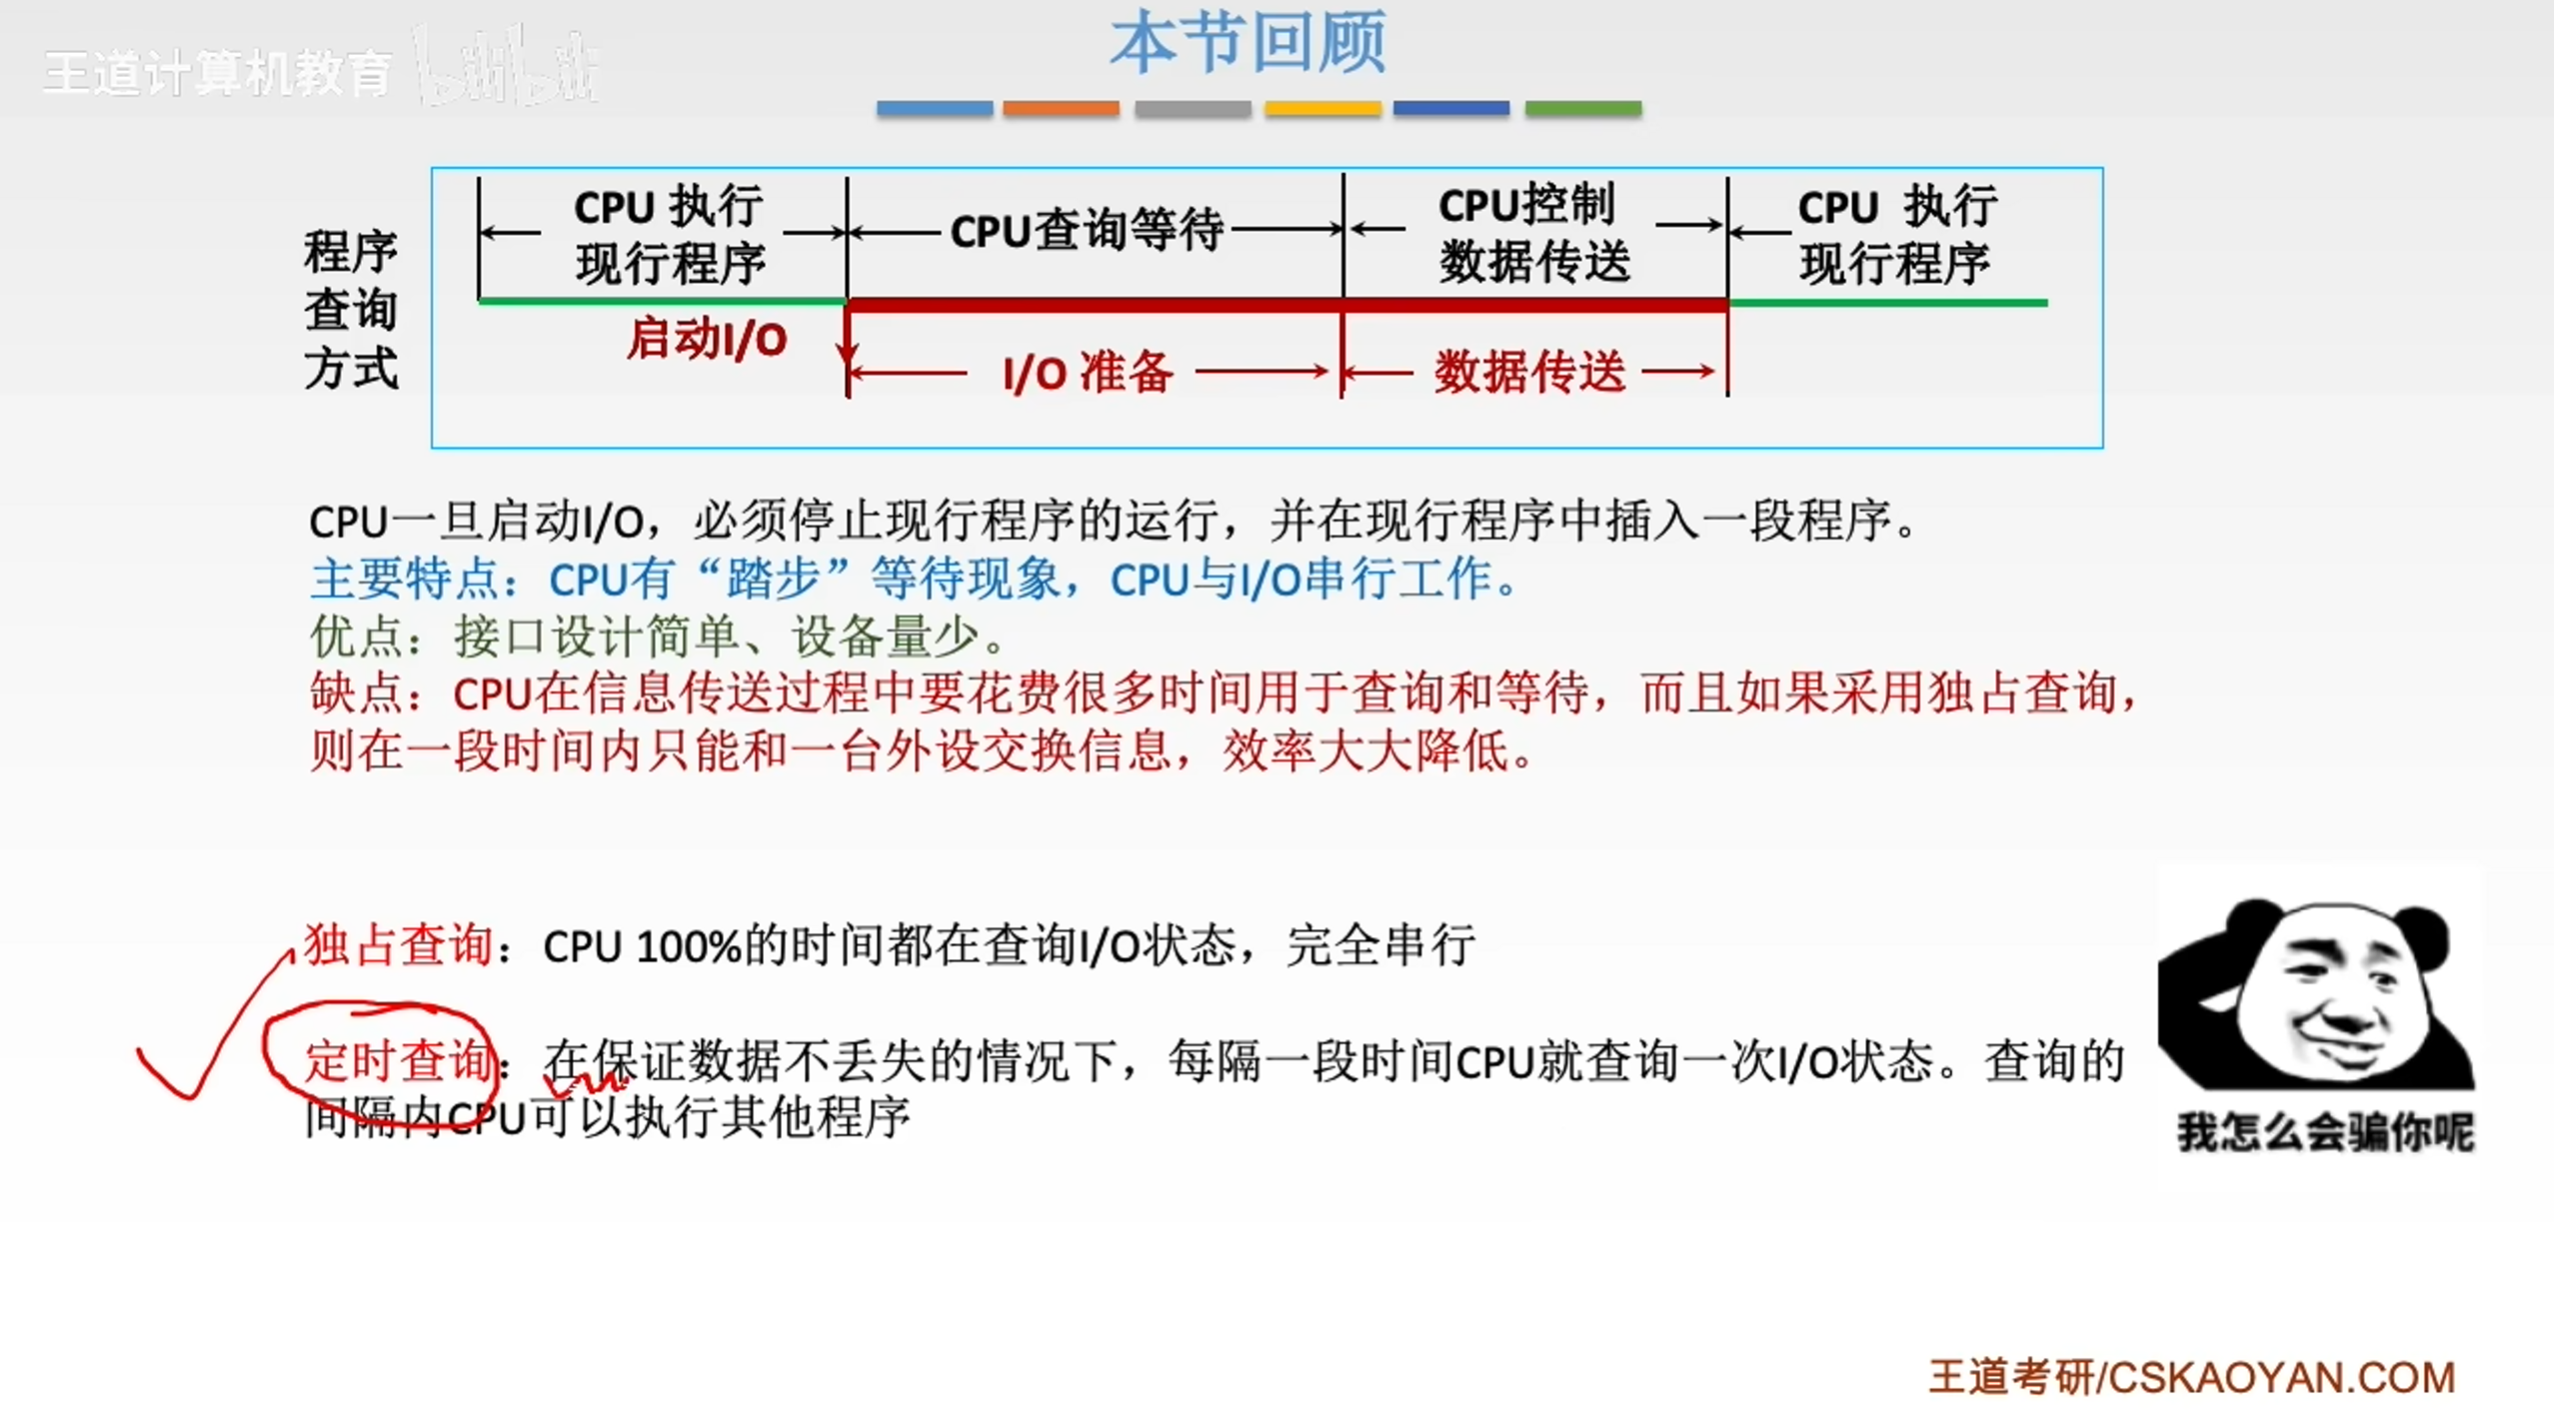 王道计算机教育 bilibili
本节回顾
程序
查询
方式
CPU 执行
现行程序
CPU查询等待
CPU控制
数据传送
CPU 执行
现行程序
启动I/O
I/O 准备
数据传送
CPU一旦启动I/O，必须停止现行程序的运行，并在现行程序中插入一段程序。
主要特点：CPU有“踏步”等待现象，CPU与I/O串行工作。
优点：接口设计简单、设备量少。
缺点：CPU在信息传送过程中要花费很多时间用于查询和等待，而且如果采用独占查询，
则在一段时间内只能和一台外设交换信息，效率大大降低。
独占查询：CPU 100%的时间都在查询I/O状态，完全串行
定时查询：在保证数据不丢失的情况下，每隔一段时间CPU就查询一次I/O状态。查询的
间隔内CPU可以执行其他程序
我怎么会骗你呢
王道考研/CSKAOYAN.COM